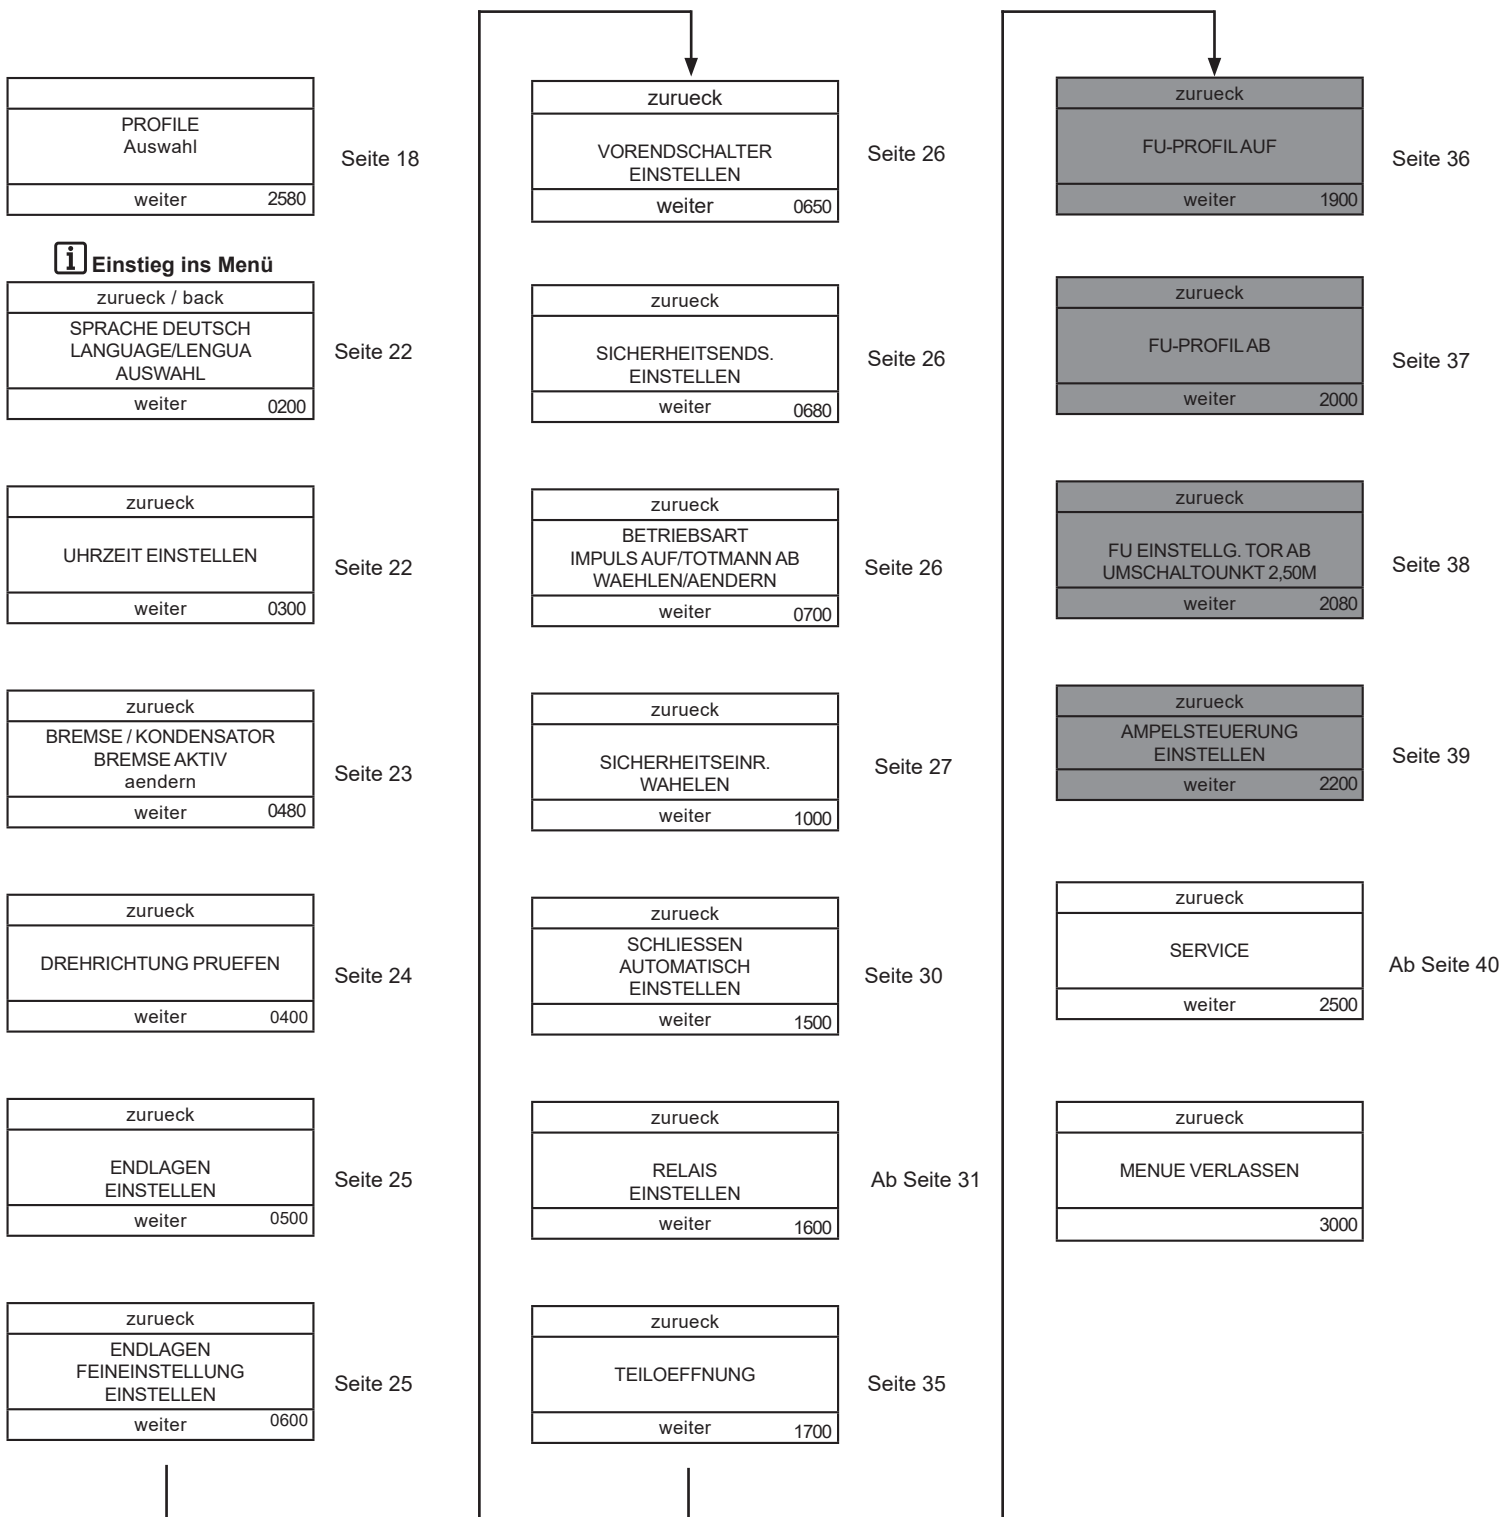 PROFILE
Auswahl
weiter 2580
Seite 18
i Einstieg ins Menü
zurueck / back
SPRACHE DEUTSCH
LANGUAGE/LENGUA
AUSWAHL
weiter 0200
Seite 22
zurueck
UHRZEIT EINSTELLEN
weiter 0300
Seite 22
zurueck
BREMSE / KONDENSATOR
BREMSE AKTIV
aendern
weiter 0480
Seite 23
zurueck
DREHRICHTUNG PRUEFEN
weiter 0400
Seite 24
zurueck
ENDLAGEN
EINSTELLEN
weiter 0500
Seite 25
zurueck
ENDLAGEN
FEINEINSTELLUNG
EINSTELLEN
weiter 0600
Seite 25
zurueck
VORENDSCHALTER
EINSTELLEN
weiter 0650
Seite 26
zurueck
SICHERHEITSENDS.
EINSTELLEN
weiter 0680
Seite 26
zurueck
BETRIEBSART
IMPULS AUF/TOTMANN AB
WAEHLEN/AENDERN
weiter 0700
Seite 26
zurueck
SICHERHEITSEINR.
WAHELEN
weiter 1000
Seite 27
zurueck
SCHLIESSEN
AUTOMATISCH
EINSTELLEN
weiter 1500
Seite 30
zurueck
RELAIS
EINSTELLEN
weiter 1600
Ab Seite 31
zurueck
TEILOEFFNUNG
weiter 1700
Seite 35
zurueck
FU-PROFIL AUF
weiter 1900
Seite 36
zurueck
FU-PROFIL AB
weiter 2000
Seite 37
zurueck
FU EINSTELLG. TOR AB
UMSCHALTOUNKT 2,50M
weiter 2080
Seite 38
zurueck
AMPELSTEUERUNG
EINSTELLEN
weiter 2200
Seite 39
zurueck
SERVICE
weiter 2500
Ab Seite 40
zurueck
MENUE VERLASSEN
3000